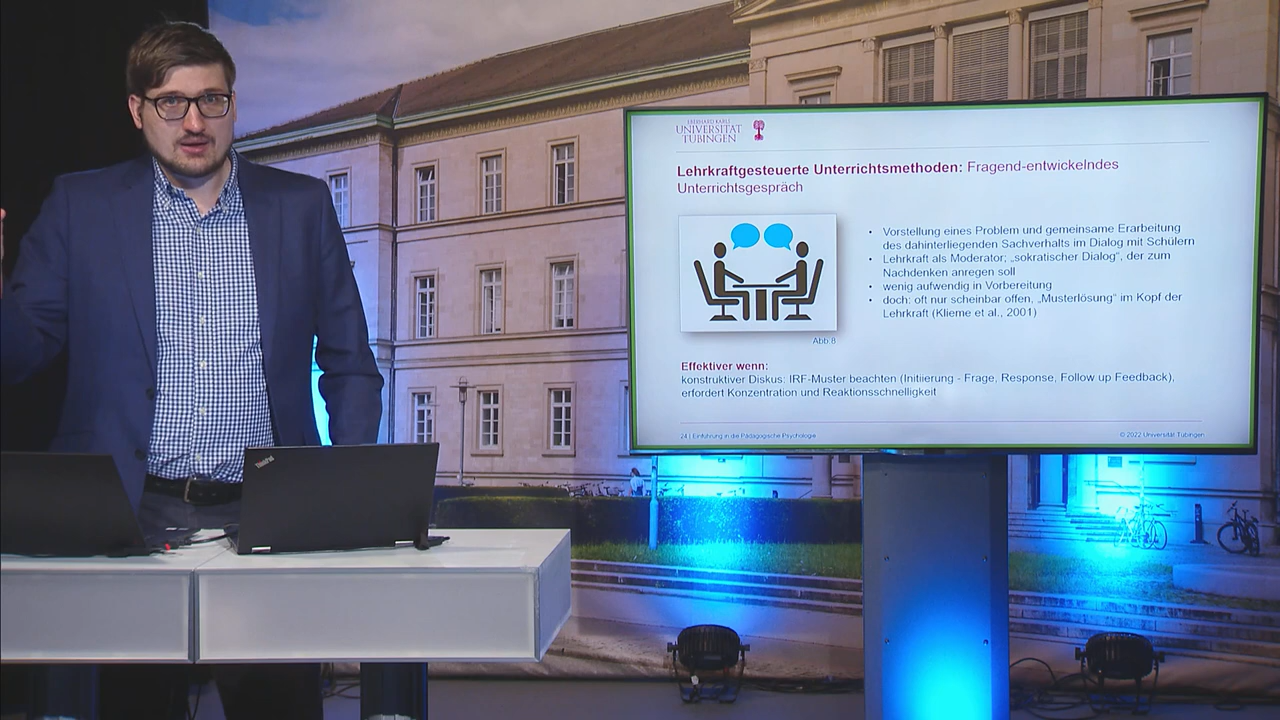 EBERHARD KARLS
UNIVERSITÄT
TÜBINGEN
Lehrkraftgesteuerte Unterrichtsmethoden: Fragend-entwickelndes
Unterrichtsgespräch
• Vorstellung eines Problem und gemeinsame Erarbeitung
des dahinterliegenden Sachverhalts im Dialog mit Schülern
• Lehrkraft als Moderator; „sokratischer Dialog“, der zum
Nachdenken anregen soll
• wenig aufwendig in Vorbereitung
• doch: oft nur scheinbar offen, „Musterlösung“ im Kopf der
Lehrkraft (Klieme et al., 2001)
Abb.8
Effektiver wenn:
konstruktiver Diskus: IRF-Muster beachten (Initiierung - Frage, Response, Follow up Feedback),
erfordert Konzentration und Reaktionsschnelligkeit
24 | Einführung in die Pädagogische Psychologie
© 2022 Universität Tübingen
ThinkPad